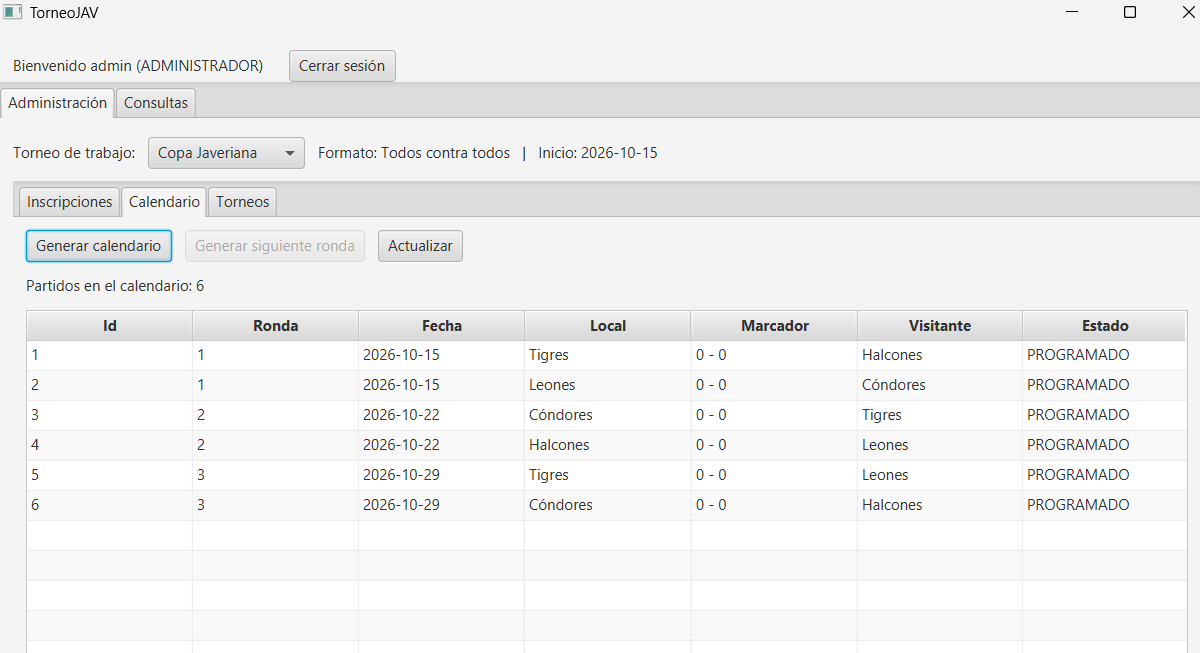 TorneoJAV
Bienvenido admin (ADMINISTRADOR) Cerrar sesión
Administración Consultas
Torneo de trabajo: Copa Javeriana Formato: Todos contra todos | Inicio: 2026-10-15
Inscripciones Calendario Torneos
Generar calendario Generar siguiente ronda Actualizar
Partidos en el calendario: 6
Id Ronda Fecha Local Marcador Visitante Estado
1 1 2026-10-15 Tigres 0 - 0 Halcones PROGRAMADO
2 1 2026-10-15 Leones 0 - 0 Cóndores PROGRAMADO
3 2 2026-10-22 Cóndores 0 - 0 Tigres PROGRAMADO
4 2 2026-10-22 Halcones 0 - 0 Leones PROGRAMADO
5 3 2026-10-29 Tigres 0 - 0 Leones PROGRAMADO
6 3 2026-10-29 Cóndores 0 - 0 Halcones PROGRAMADO